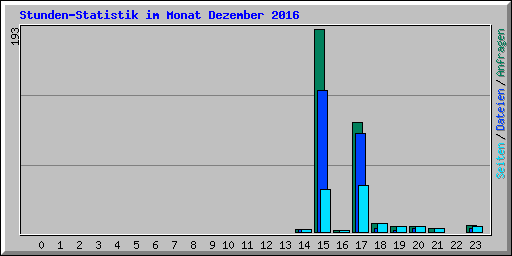 Stunden-Statistik im Monat Dezember 2016
193
Seiten/Dateien/Anfragen
0 1 2 3 4 5 6 7 8 9 10 11 12 13 14 15 16 17 18 19 20 21 22 23